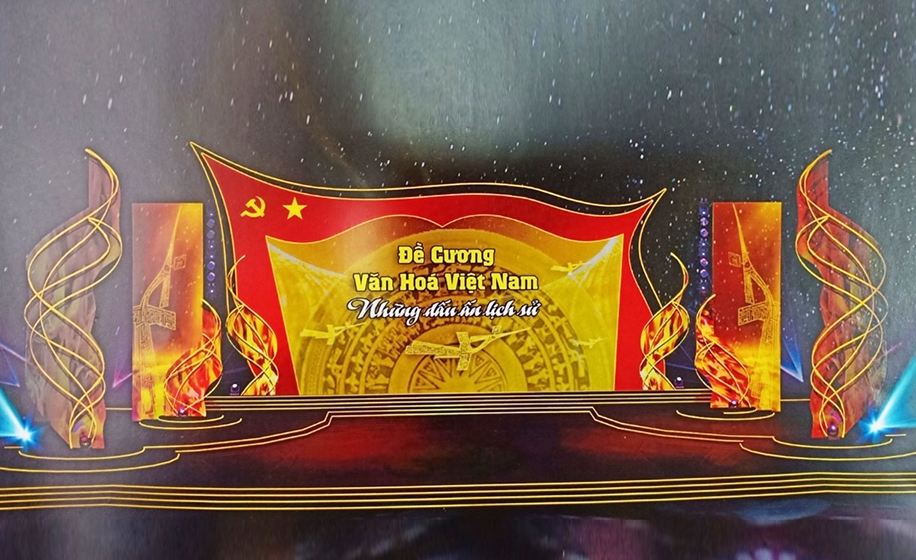 Đề Cương
Văn Hoá Việt Nam
Những dấu ấn lịch sử